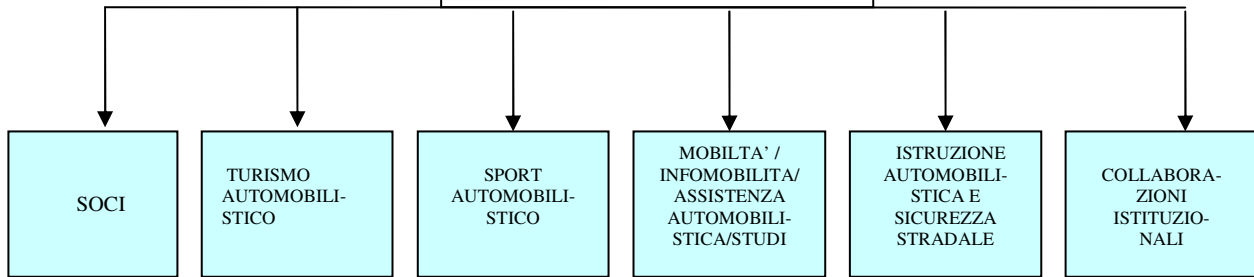 SOCI
TURISMO
AUTOMOBILI-
STICO
SPORT
AUTOMOBILI-
STICO
MOBILTA’ /
INFOMOBILITA/
ASSISTENZA
AUTOMOBILI-
STICA/STUDI
ISTRUZIONE
AUTOMOBILI-
STICA E
SICUREZZA
STRADALE
COLLABORA-
ZIONI
ISTITUZIO-
NALI